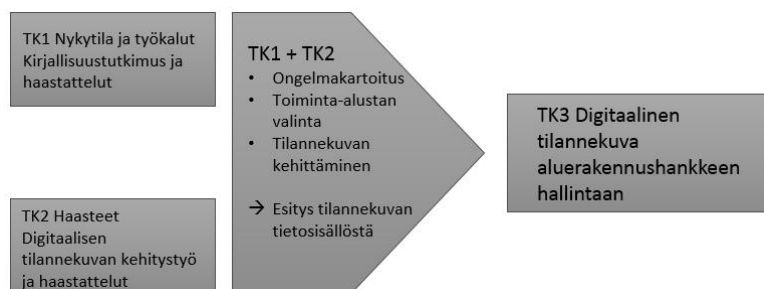 TK1 Nykytila ja työkalut
Kirjallisuustutkimus ja
haastattelut
TK2 Haasteet
Digitaalisen
tilannekuvan kehitystyö
ja haastattelut
TK1 + TK2
• Ongelmakartoitus
• Toiminta-alustan
valinta
• Tilannekuvan
kehittäminen
→ Esitys tilannekuvan
tietosisällöstä
TK3 Digitaalinen
tilannekuva
aluerakennushankkeen
hallintaan